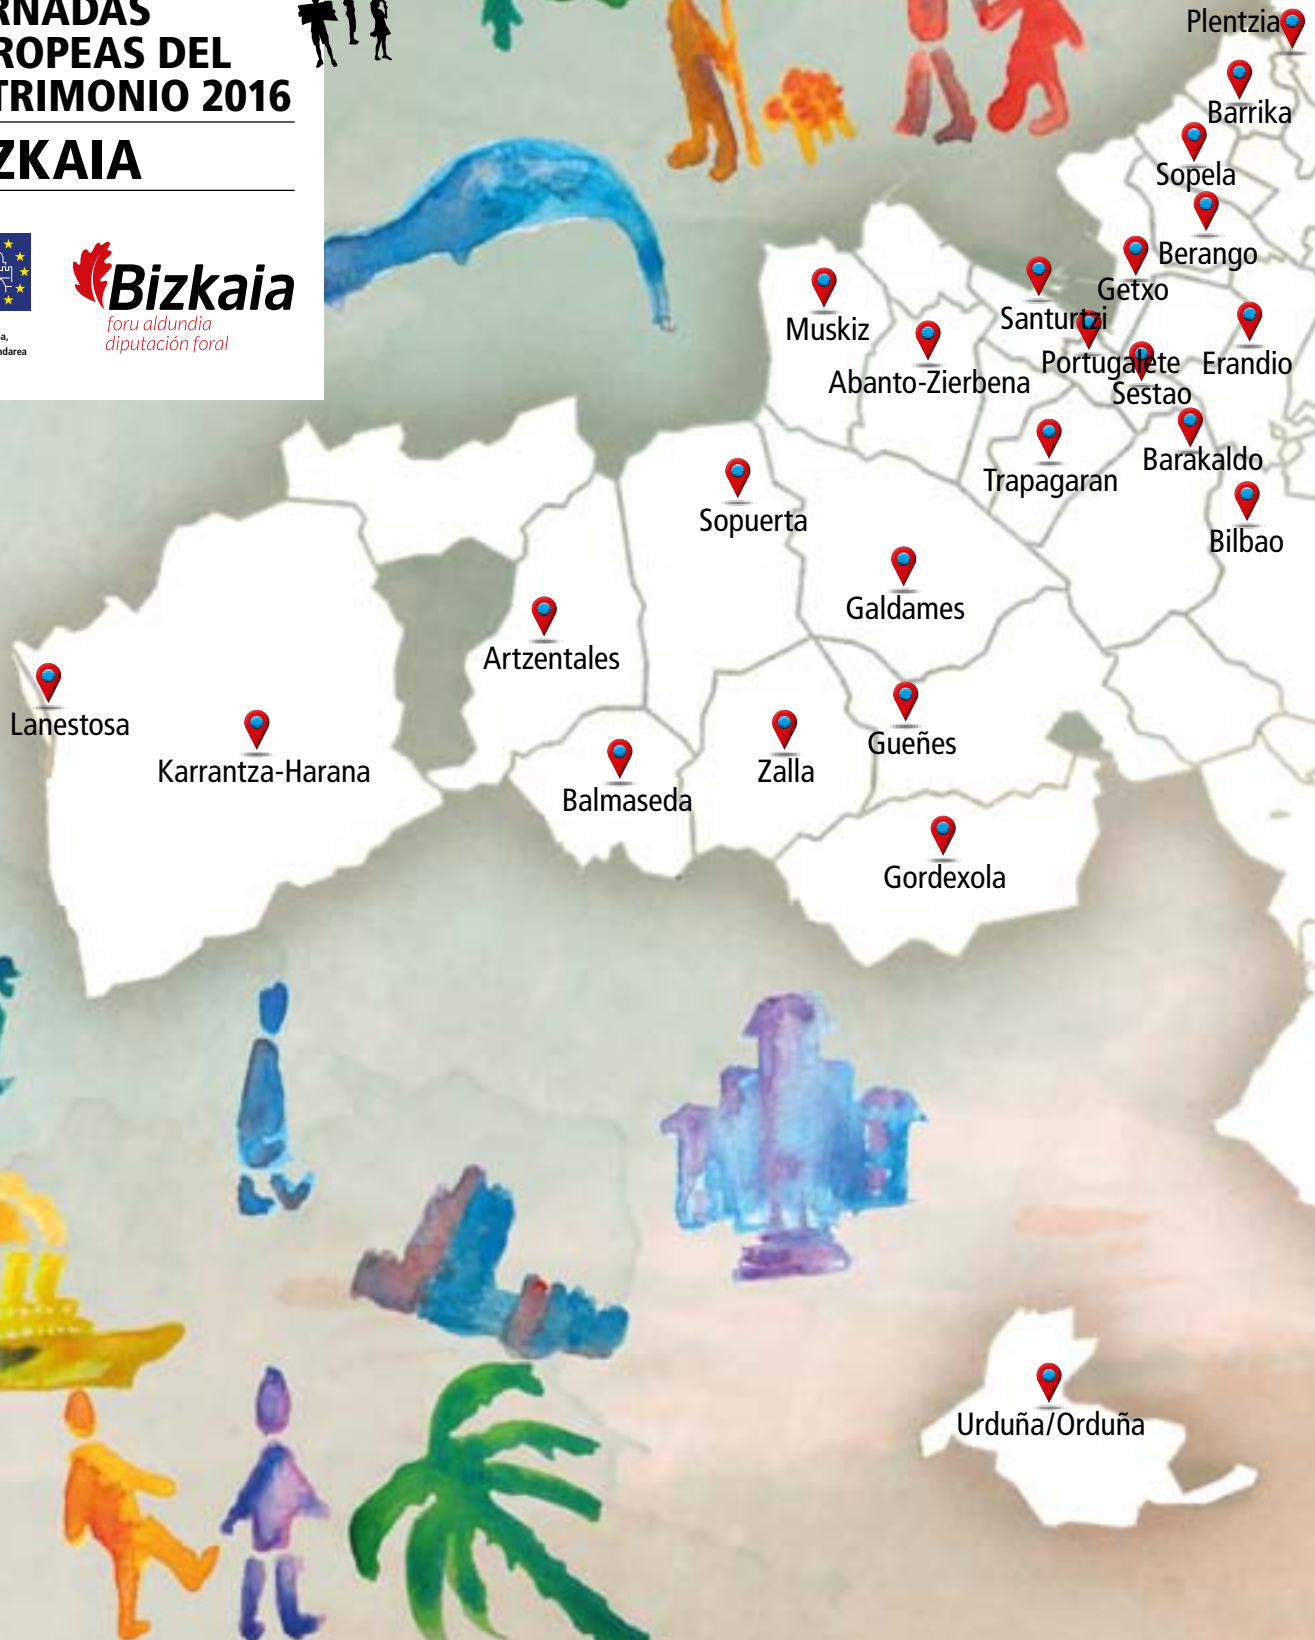 RNADAS
ROPEAS DEL
TRIMONIO 2016
ZKAIA
Bizkaia
foru aldundia
diputación foral
a,
ndarea
Plentzia
Barrika
Sopela
Berango
Getxo
Santurtzi
Muskiz
Portugalete
Erandio
Abanto-Zierbena
Sestao
Barakaldo
Trapagaran
Sopuerta
Bilbao
Galdames
Artzentales
Lanestosa
Gueñes
Karrantza-Harana
Zalla
Balmaseda
Gordexola
Urduña/Orduña